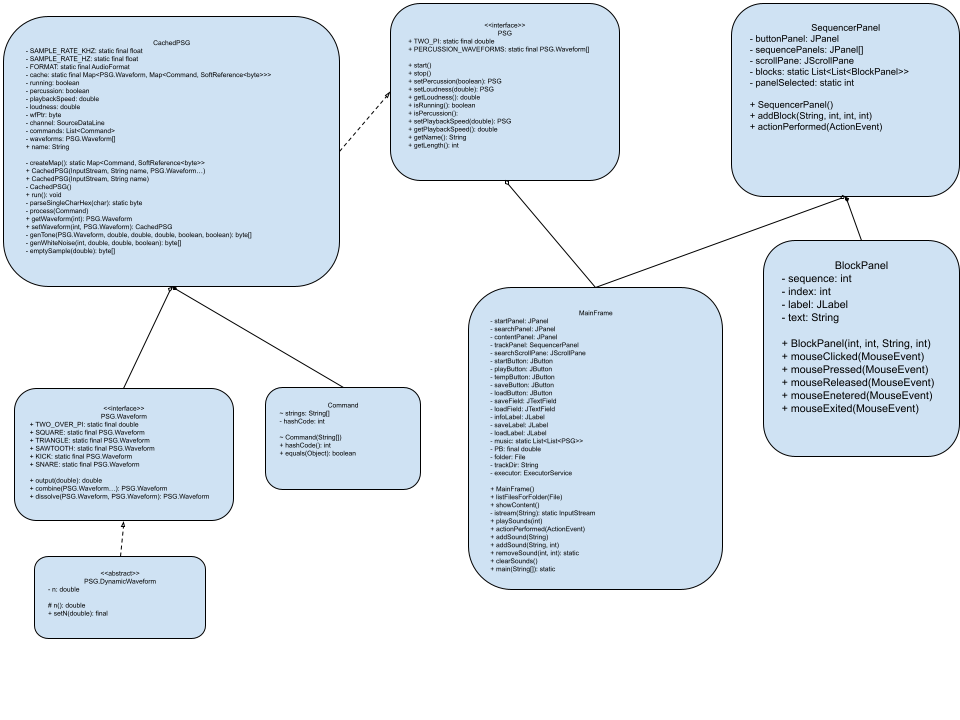 CachedPSG
- SAMPLE_RATE_KHZ: static final float
- SAMPLE_RATE_HZ: static final float
- FORMAT: static final AudioFormat
- cache: static final Map<PSG.Waveform, Map<Command, SoftReference<byte>>>
- running: boolean
- percussion: boolean
- playbackSpeed: double
- loudness: double
- wfPtr: byte
- channel: SourceDataLine
- commands: List<Command>
- waveforms: PSG.Waveform[]
+ name: String
- createMap(): static Map<Command, SoftReference<byte>>
+ CachedPSG(InputStream, String name, PSG.Waveform...)
+ CachedPSG(InputStream, String name)
- CachedPSG()
+ run(): void
- parseSingleCharHex(char): static byte
- process(Command)
+ getWaveform(int): PSG.Waveform
+ setWaveform(int, PSG.Waveform): CachedPSG
- genTone(PSG.Waveform, double, double, double, boolean, boolean): byte[]
- genWhiteNoise(int, double, double, boolean): byte[]
- emptySample(double): byte[]
<<interface>>
PSG
+ TWO_PI: static final double
+ PERCUSSION_WAVEFORMS: static final PSG.Waveform[]
+ start()
+ stop()
+ setPercussion(boolean): PSG
+ setLoudness(double): PSG
+ getLoudness(): double
+ isRunning(): boolean
+ isPercussion():
+ setPlaybackSpeed(double): PSG
+ getPlaybackSpeed(): double
+ getName(): String
+ getLength(): int
SequencerPanel
- buttonPanel: JPanel
- sequencePanels: JPanel[]
- scrollPane: JScrollPane
- blocks: static List<List<BlockPanel>>
- panelSelected: static int
+ SequencerPanel()
+ addBlock(String, int, int, int)
+ actionPerformed(ActionEvent)
BlockPanel
- sequence: int
- index: int
- label: JLabel
- text: String
+ BlockPanel(int, int, String, int)
+ mouseClicked(MouseEvent)
+ mousePressed(MouseEvent)
+ mouseReleased(MouseEvent)
+ mouseEnetered(MouseEvent)
+ mouseExited(MouseEvent)
MainFrame
- startPanel: JPanel
- searchPanel: JPanel
- contentPanel: JPanel
- trackPanel: SequencerPanel
- searchScrollPane: JScrollPane
- startButton: JButton
- playButton: JButton
- tempButton: JButton
- saveButton: JButton
- loadButton: JButton
- saveField: JTextField
- loadField: JTextField
- infoLabel: JLabel
- saveLabel: JLabel
- loadLabel: JLabel
- music: static List<List<PSG>>
- PB: final double
- folder: File
- trackDir: String
- executor: ExecutorService
+ MainFrame()
+ listFilesForFolder(File)
+ showContent()
- istream(String): static InputStream
+ playSounds(int)
+ actionPerformed(ActionEvent)
+ addSound(String)
+ addSound(String, int)
+ removeSound(int, int): static
+ clearSounds()
+ main(String[]): static
<<interface>>
PSG.Waveform
+ TWO_OVER_PI: static final double
+ SQUARE: static final PSG.Waveform
+ TRIANGLE: static final PSG.Waveform
+ SAWTOOTH: static final PSG.Waveform
+ KICK: static final PSG.Waveform
+ SNARE: static final PSG.Waveform
+ output(double): double
+ combine(PSG.Waveform...): PSG.Waveform
+ dissolve(PSG.Waveform, PSG.Waveform): PSG.Waveform
Command
~ strings: String[]
- hashCode: int
~ Command(String[])
+ hashCode(): int
+ equals(Object): boolean
<<abstract>>
PSG.DynamicWaveform
- n: double
# n(): double
+ setN(double): final